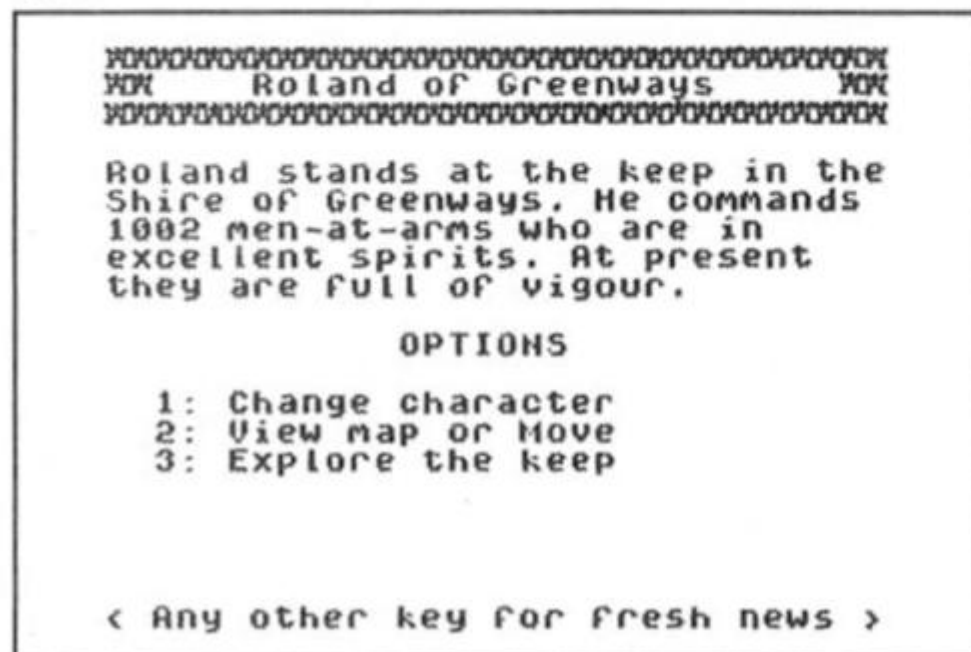 Roland of Greenways
Roland stands at the keep in the
Shire of Greenways. He commands
1002 men-at-arms who are in
excellent spirits. At present
they are full of vigour.
OPTIONS
1: Change character
2: View map or Move
3: Explore the keep
< Any other key for fresh news >